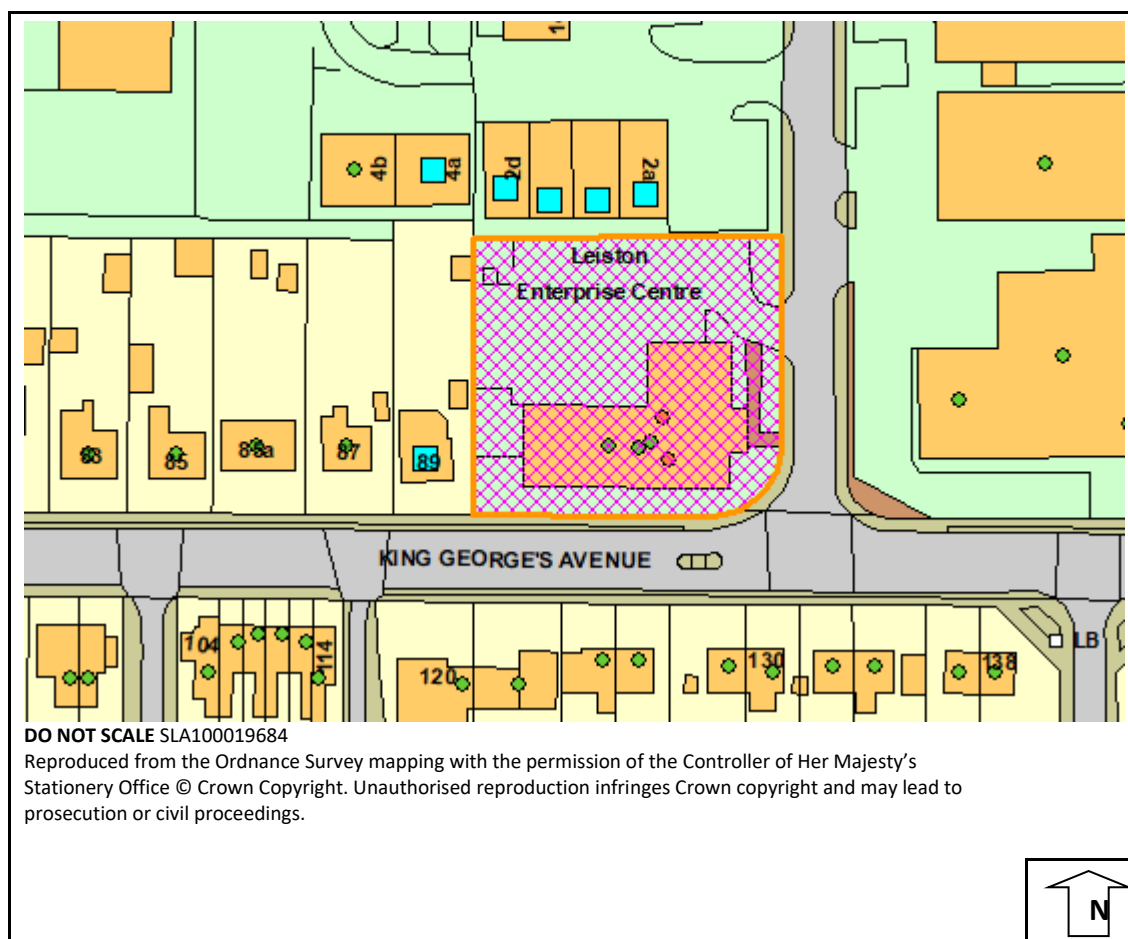 4b
4a
2d
2a
Leiston
Enterprise Centre
83
85
85a
87
89
KING GEORGE'S AVENUE
104
114
120
130
138
LB
DO NOT SCALE SLA100019684
Reproduced from the Ordnance Survey mapping with the permission of the Controller of Her Majesty’s
Stationery Office © Crown Copyright. Unauthorised reproduction infringes Crown copyright and may lead to
prosecution or civil proceedings.
N